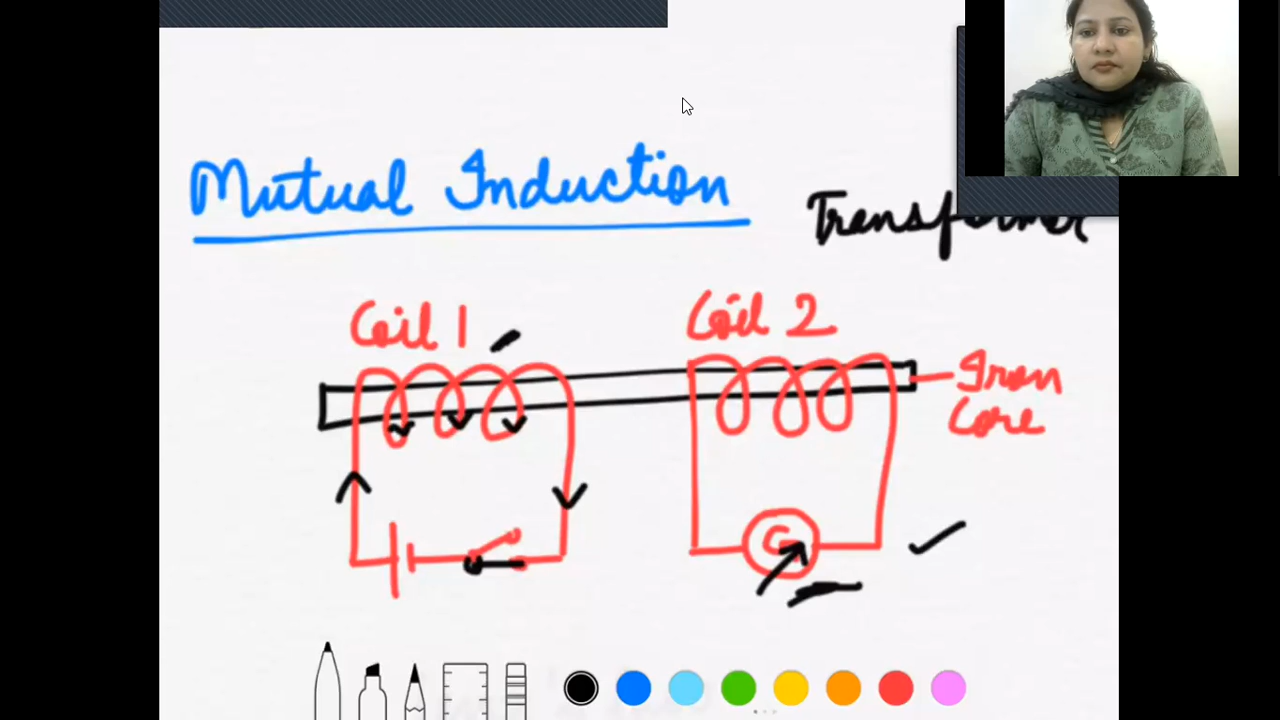 Mutual Induction
Transformer
Coil 1
Coil 2
Iron
Core
G